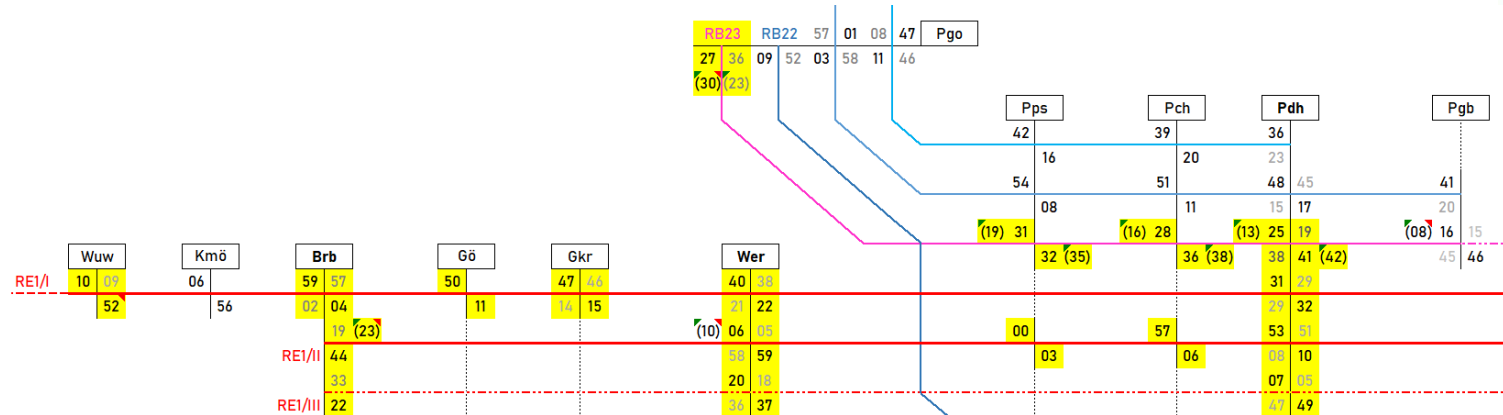 RB23 RB22 57 01 08 47 Pgo
27 36 09 52 03 58 11 46
(30) (23)
Pps Pch Pdh Pgb
42 39 36
16 20 23
54 51 48 45 41
08 11 15 17 20
(19) 31 (16) 28 (13) 25 19 (08) 16 15
Wuw Kmö Brb Gö Gkr Wer 32 (35) 36 (38) 38 41 (42) 45 46
RE1/I 10 09 06 59 57 50 47 46 40 38 31 29
52 56 02 04 11 14 15 21 22 29 32
19 (23) (10) 06 05 00 57 53 51
RE1/II 44 58 59 03 06 08 10
33 20 18 07 05
RE1/III 22 36 37 47 49